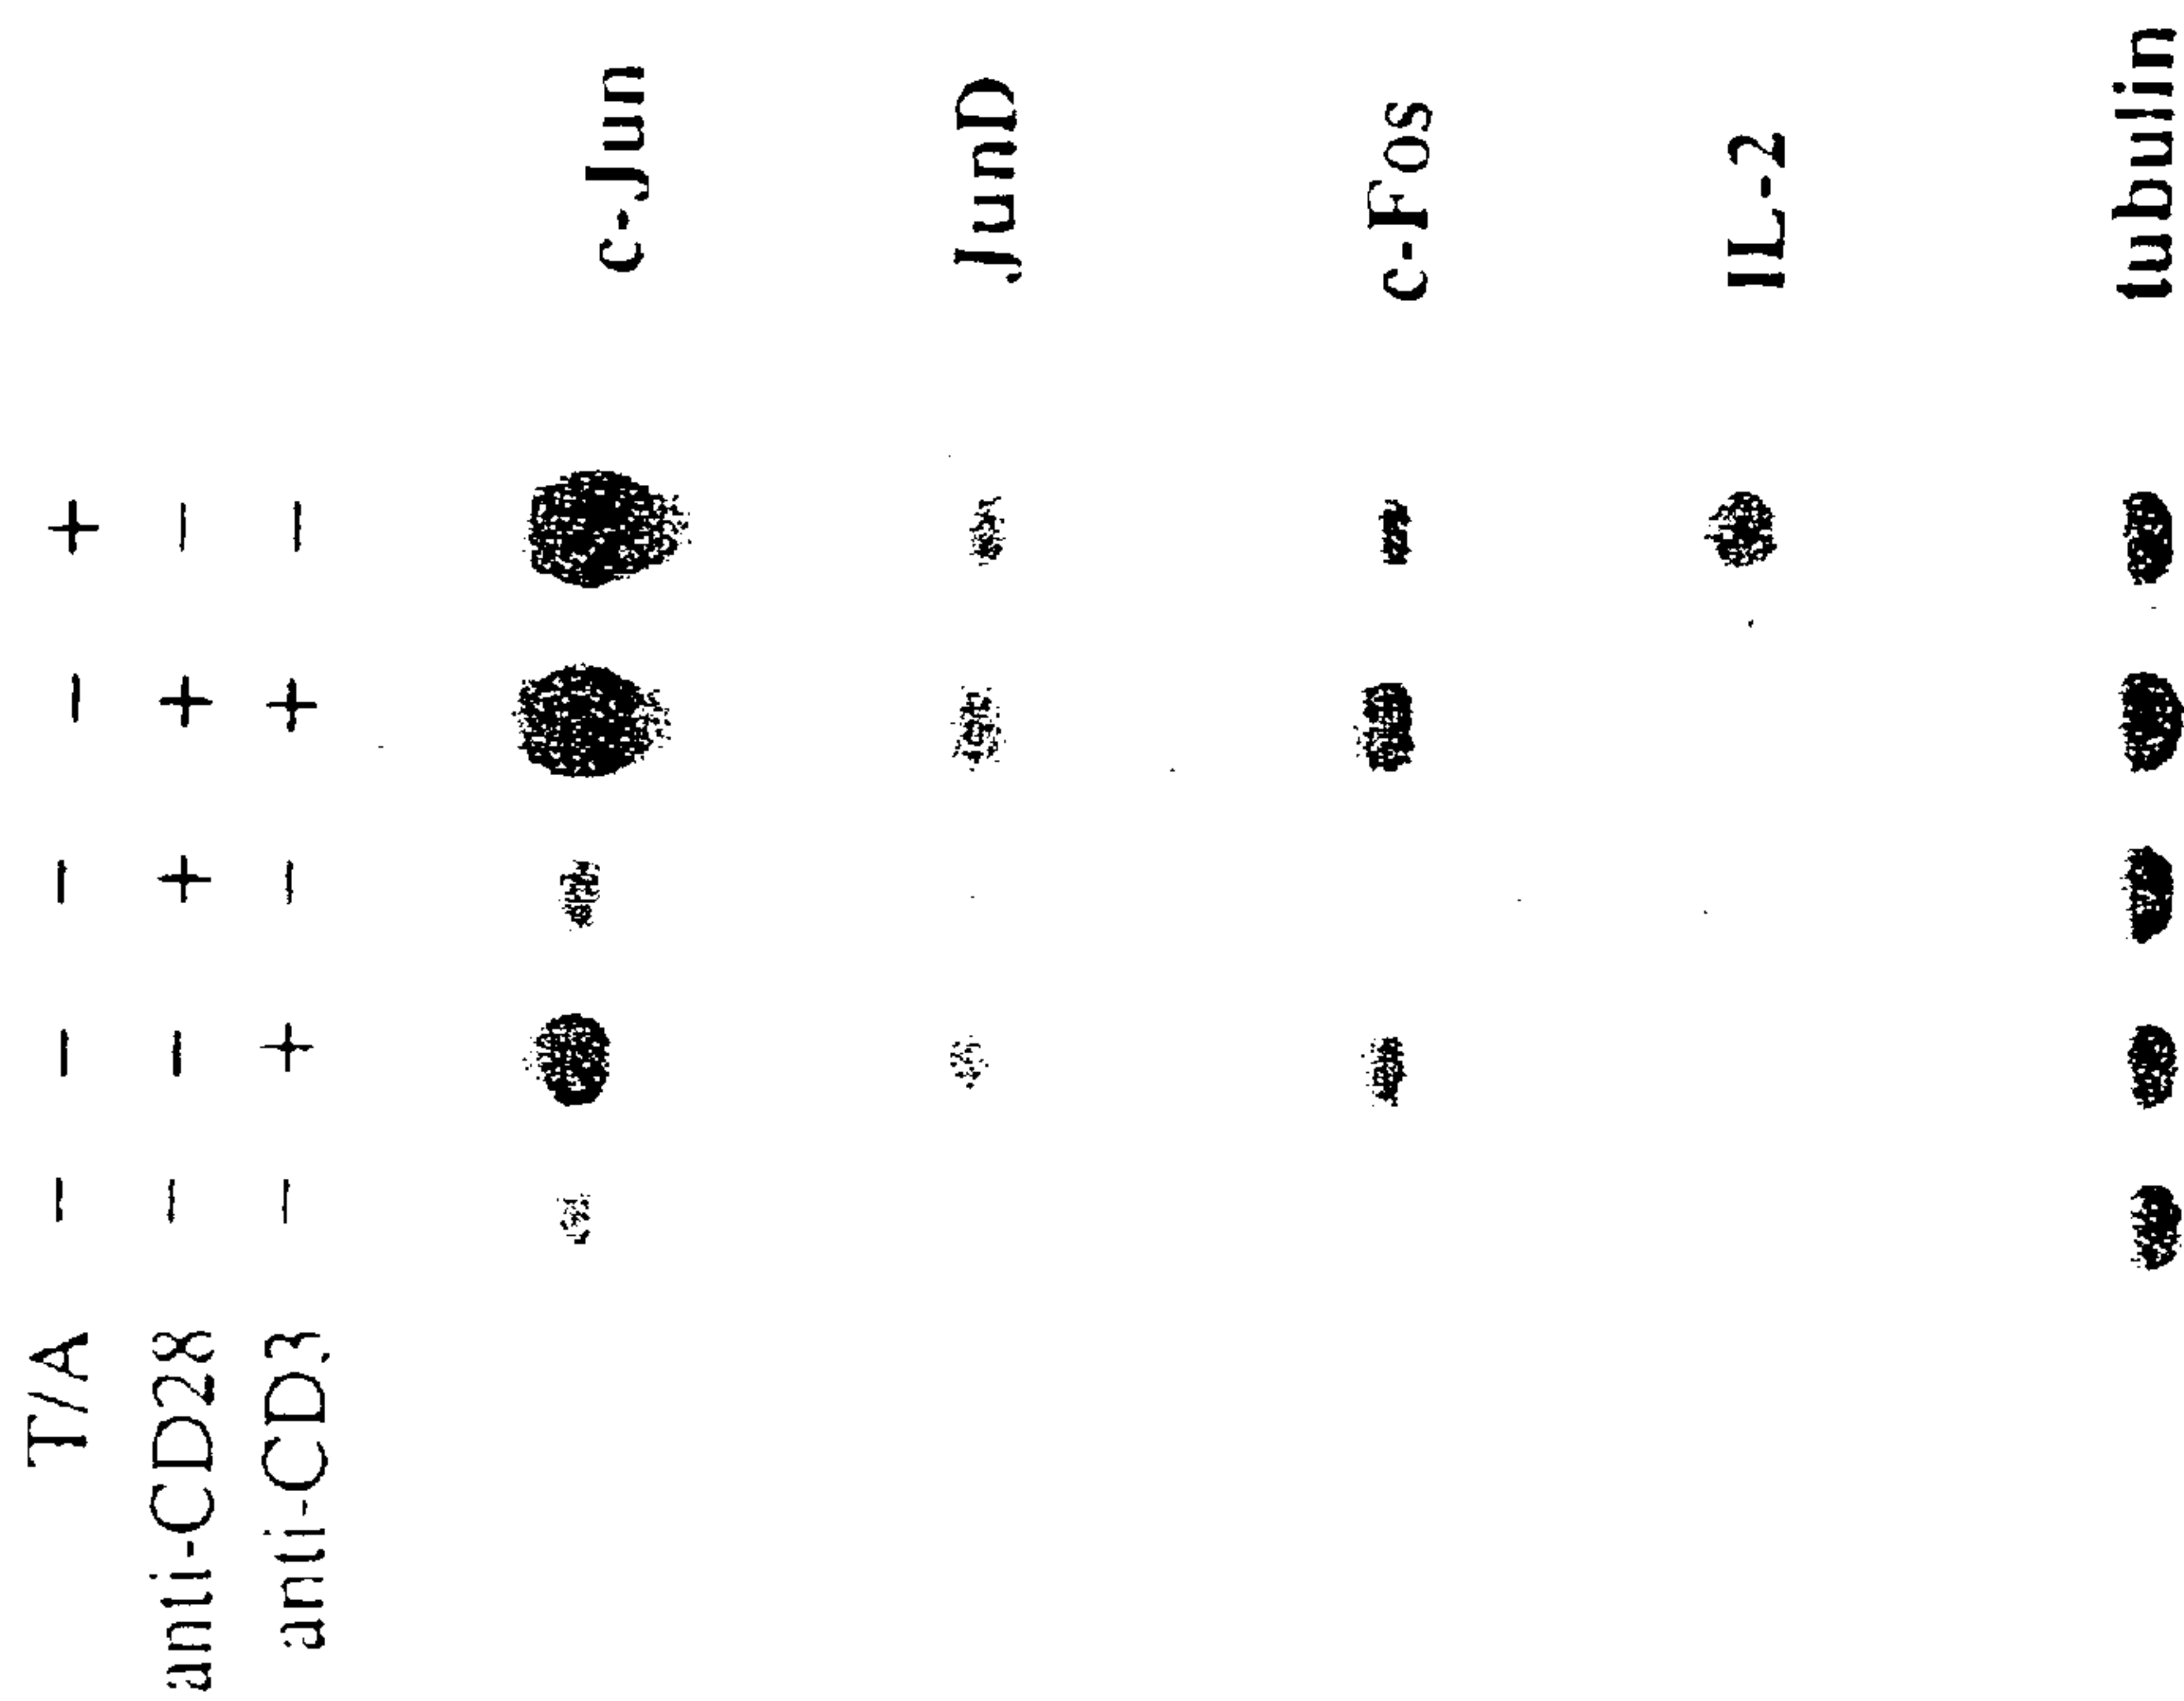 T/A - - - - +
anti-CD28 - - + + -
anti-CD3 - + - + -
c-Jun
JunD
c-Fos
IL-2
tubulin